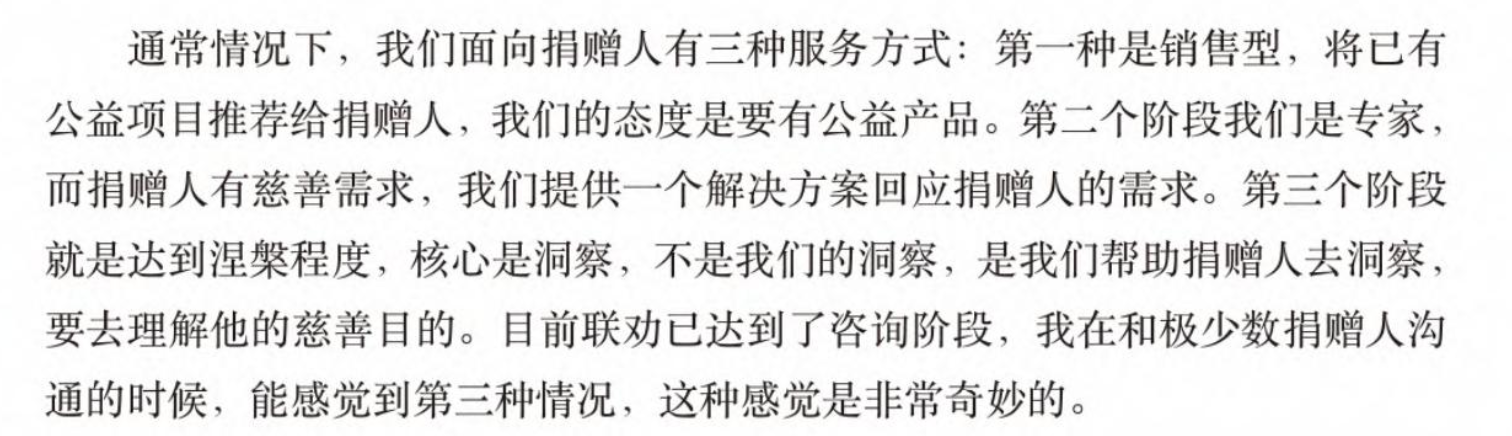 通常情况下，我们面向捐赠人有三种服务方式：第一种是销售型，将已有
公益项目推荐给捐赠人，我们的态度是要有公益产品。第二个阶段我们是专家，
而捐赠人有慈善需求，我们提供一个解决方案回应捐赠人的需求。第三个阶段
就是达到涅槃程度，核心是洞察，不是我们的洞察，是我们帮助捐赠人去洞察，
要去理解他的慈善目的。目前联劝已达到了咨询阶段，我在和极少数捐赠人沟
通的时候，能感觉到第三种情况，这种感觉是非常奇妙的。